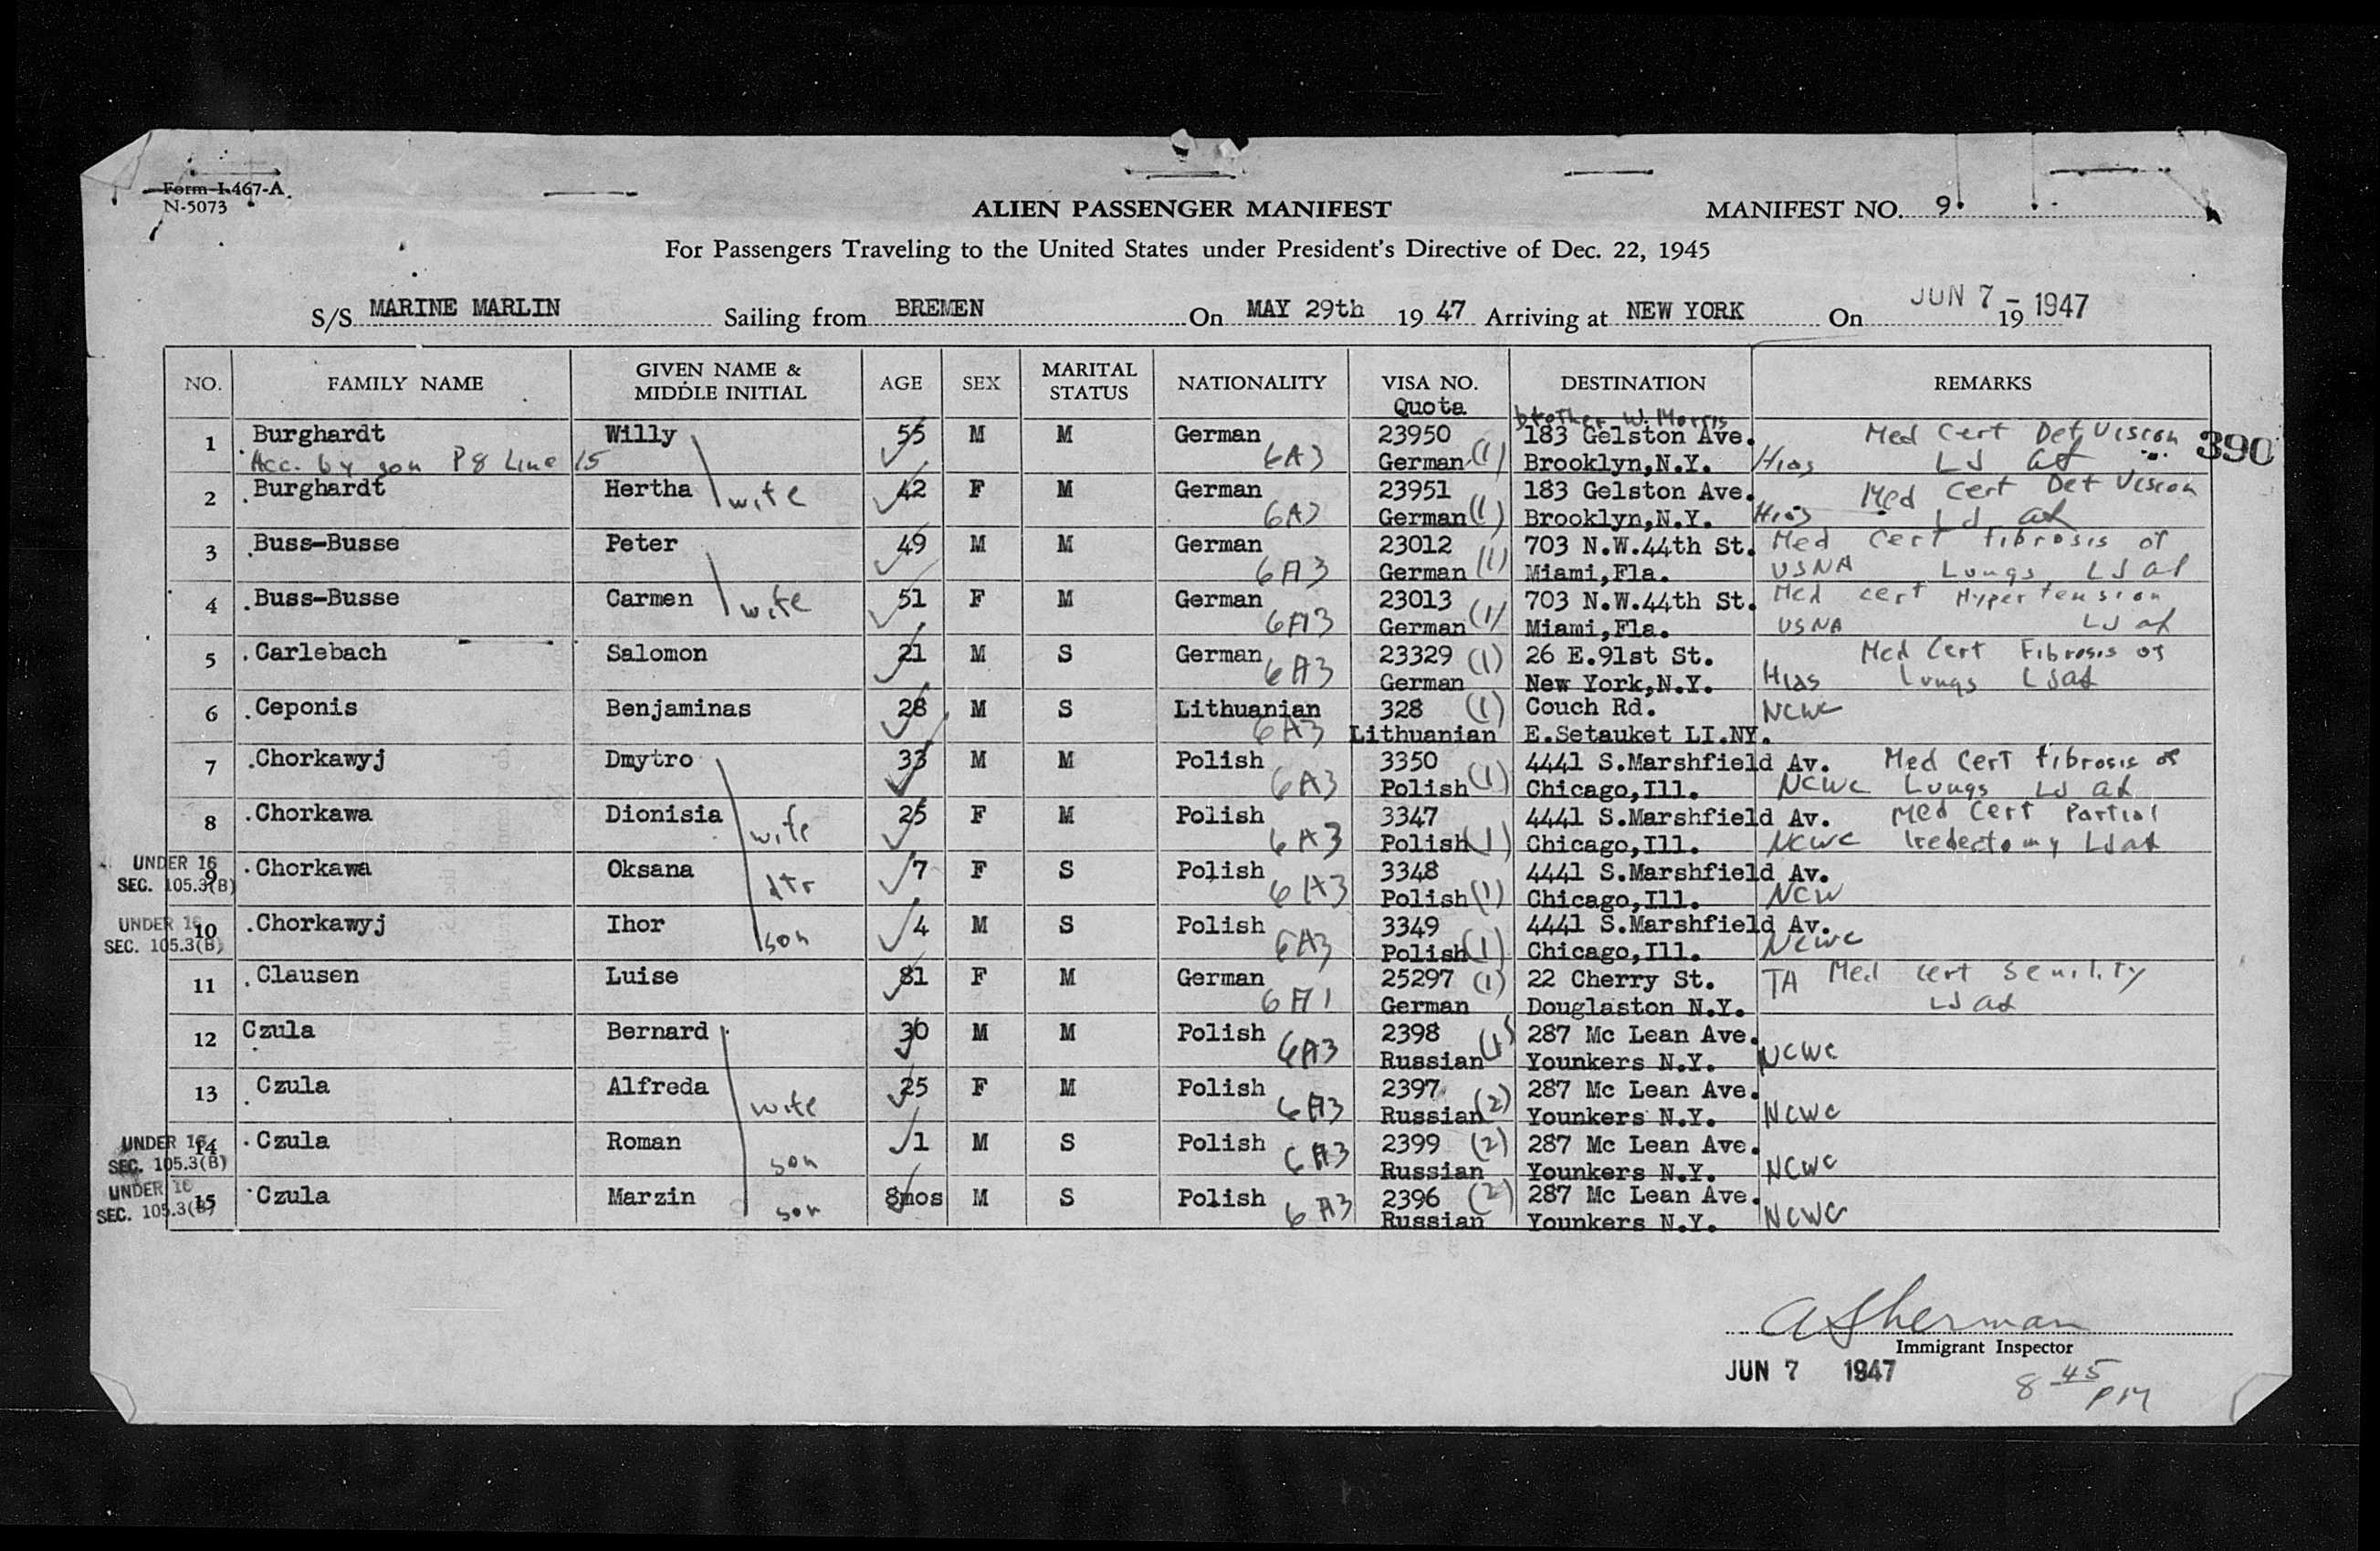 Form I-467-A
N-5073
ALIEN PASSENGER MANIFEST
MANIFEST NO. 9
For Passengers Traveling to the United States under President's Directive of Dec. 22, 1945
S/S MARINE MARLIN Sailing from BREMEN On MAY 29th 19 47 Arriving at NEW YORK On JUN 7 - 1947 19
NO. FAMILY NAME GIVEN NAME & MIDDLE INITIAL AGE SEX MARITAL STATUS NATIONALITY VISA NO. Quota DESTINATION REMARKS
brother W. Morris
1 Burghardt Willy 55 M M German 23950 183 Gelston Ave. Med Cert Def Vision 390
Acc. by son P8 Line 15 6A3 German (1) Brooklyn,N.Y. Hias
2 Burghardt Hertha wife 42 F M German 23951 183 Gelston Ave. Med Cert Def Vision
6A3 German (1) Brooklyn,N.Y. Hias
3 Buss-Busse Peter 49 M M German 23012 703 N.W.44th St. Med Cert fibrosis of
6A3 German (1) Miami,Fla. USNA Lungs
4 Buss-Busse Carmen wife 51 F M German 23013 703 N.W.44th St. Med cert Hypertension
6A3 German (1) Miami,Fla. USNA
5 Carlebach Salomon 21 M S German 23329 (1) 26 E.91st St. Med Cert Fibrosis of
6A3 German New York,N.Y. Hias Lungs
6 Ceponis Benjaminas 28 M S Lithuanian 328 (1) Couch Rd. NCWC
6A3 Lithuanian E.Setauket LI.NY.
7 Chorkawyj Dmytro 33 M M Polish 3350 4441 S.Marshfield Av. Med Cert fibrosis of
6A3 Polish (1) Chicago,Ill. NCWC Lungs
8 Chorkawa Dionisia wife 25 F M Polish 3347 4441 S.Marshfield Av. Med Cert Partial
6A3 Polish (1) Chicago,Ill. NCWC Iredectomy
UNDER 16
SEC. 105.3(B)
9 Chorkawa Oksana dtr 7 F S Polish 3348 4441 S.Marshfield Av.
6A3 Polish (1) Chicago,Ill. NCW
UNDER 16
SEC. 105.3(B)
10 Chorkawyj Ihor son 4 M S Polish 3349 4441 S.Marshfield Av.
6A3 Polish (1) Chicago,Ill. NCWC
11 Clausen Luise 81 F M German 25297 (1) 22 Cherry St. TA Med Cert Senility
6A1 German Douglaston N.Y.
12 Czula Bernard 30 M M Polish 2398 287 Mc Lean Ave.
6A3 Russian Younkers N.Y. NCWC
13 Czula Alfreda wife 25 F M Polish 2397 287 Mc Lean Ave.
6A3 Russian (2) Younkers N.Y. NCWC
UNDER 16
SEC. 105.3(B)
14 Czula Roman son 1 M S Polish 2399 (2) 287 Mc Lean Ave.
6A3 Russian Younkers N.Y. NCWC
UNDER 16
SEC. 105.3(B)
15 Czula Marzin son 8mos M S Polish 2396 (2) 287 Mc Lean Ave.
6A3 Russian Younkers N.Y. NCWC
A Sherman
Immigrant Inspector
JUN 7 1947
8 45 PM